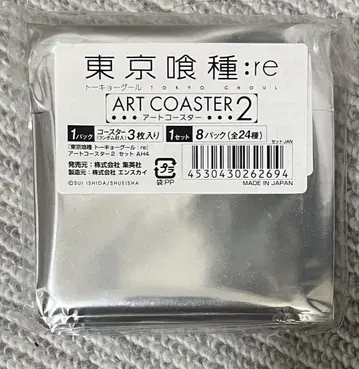 東京喰種:re
トーキョーグール TOKYO GHOUL
ART COASTER 2
アートコースター
1パック コースター(ランダム封入)3枚入り 1セット 8パック(全24種)
「東京喰種 トーキョーグール:re」
アートコースター2 セット AH4
セット JAN
発売元:株式会社 集英社
製造元:株式会社 エンスカイ
©SUI ISHIDA/SHUEISHA
プラ
袋:PP
4530430262694
MADE IN JAPAN